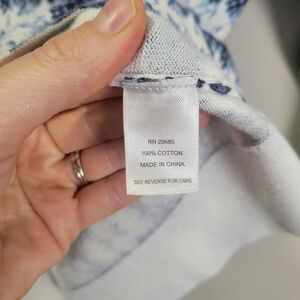 RN 29685
100% COTTON
MADE IN CHINA
SEE REVERSE FOR CARE